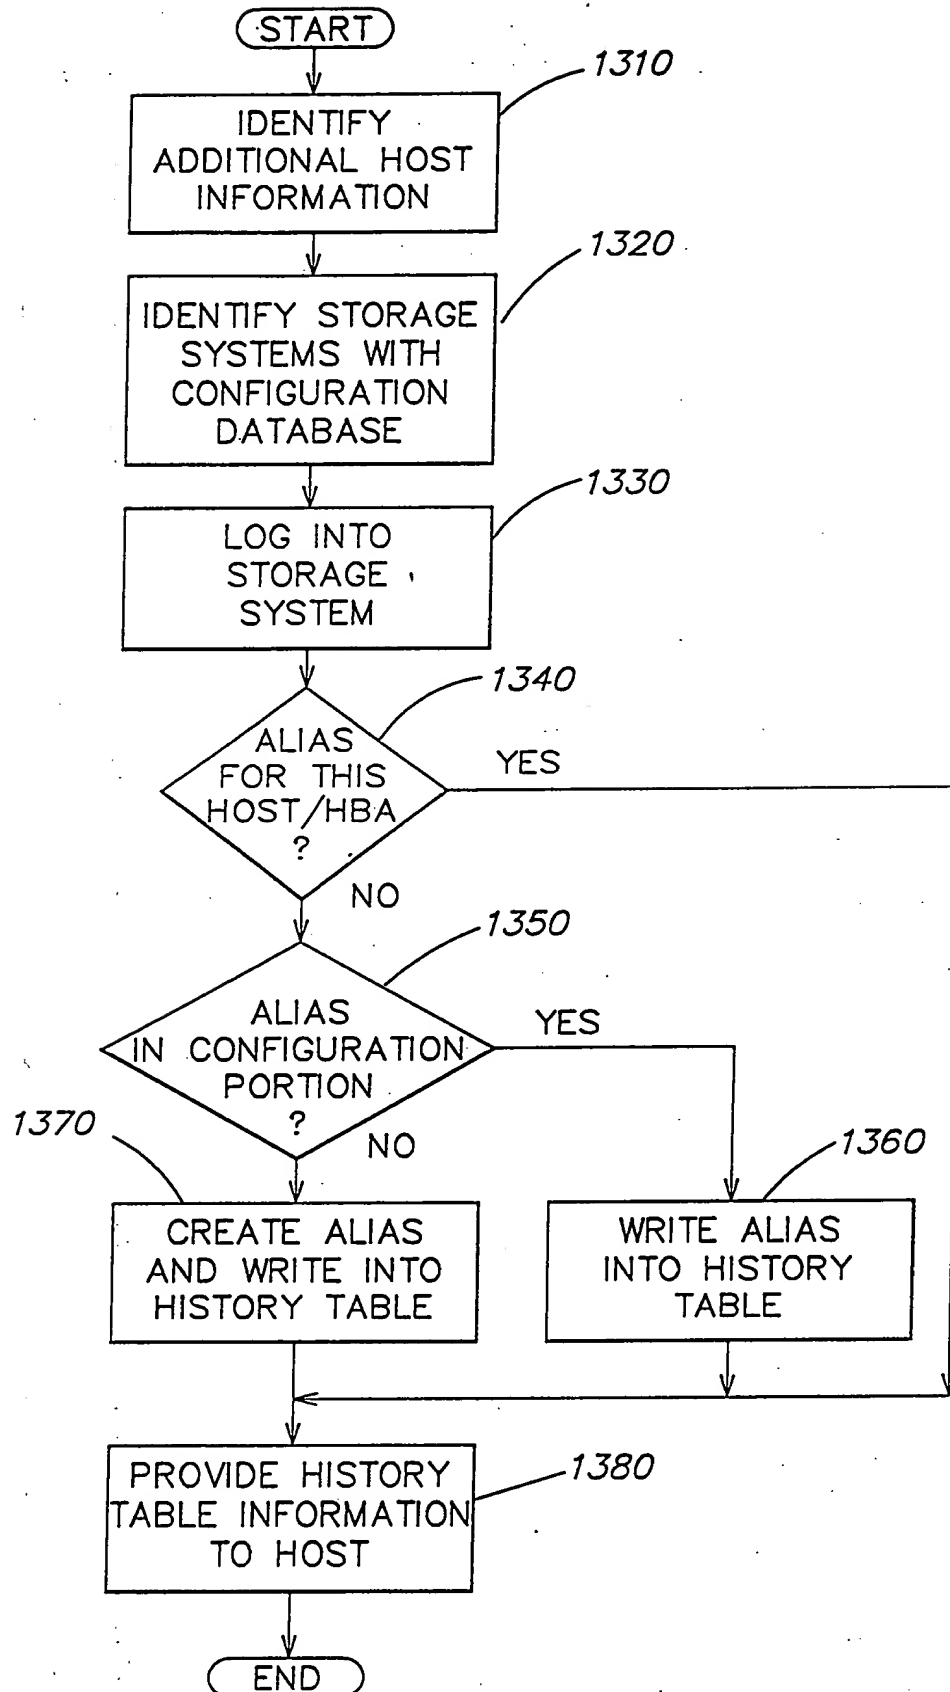 START
1310
IDENTIFY
ADDITIONAL HOST
INFORMATION
1320
IDENTIFY STORAGE
SYSTEMS WITH
CONFIGURATION
DATABASE
1330
LOG INTO
STORAGE
SYSTEM
1340
ALIAS
FOR THIS
HOST/HBA
?
YES
NO
1350
ALIAS
IN CONFIGURATION
PORTION
?
YES
NO
1370
1360
CREATE ALIAS
AND WRITE INTO
HISTORY TABLE
WRITE ALIAS
INTO HISTORY
TABLE
1380
PROVIDE HISTORY
TABLE INFORMATION
TO HOST
END